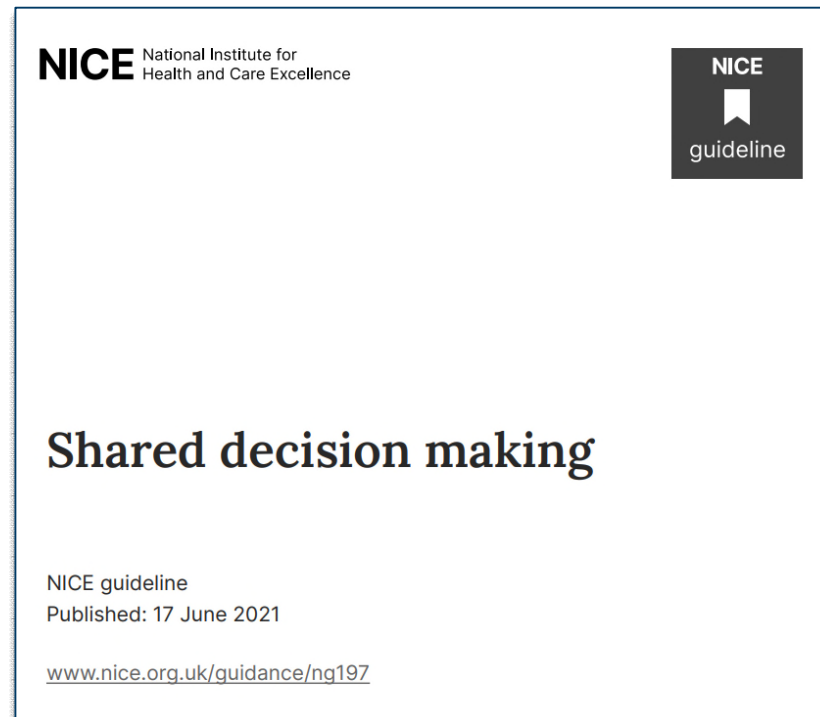 NICE National Institute for
Health and Care Excellence
NICE
guideline
Shared decision making
NICE guideline
Published: 17 June 2021
www.nice.org.uk/guidance/ng197